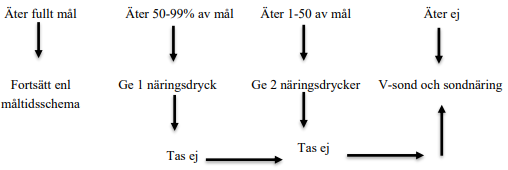 Äter fullt mål
Äter 50-99% av mål
Äter 1-50 av mål
Äter ej
Fortsätt enl
måltidsschema
Ge 1 näringsdryck
Ge 2 näringsdrycker
V-sond och sondnäring
Tas ej
Tas ej